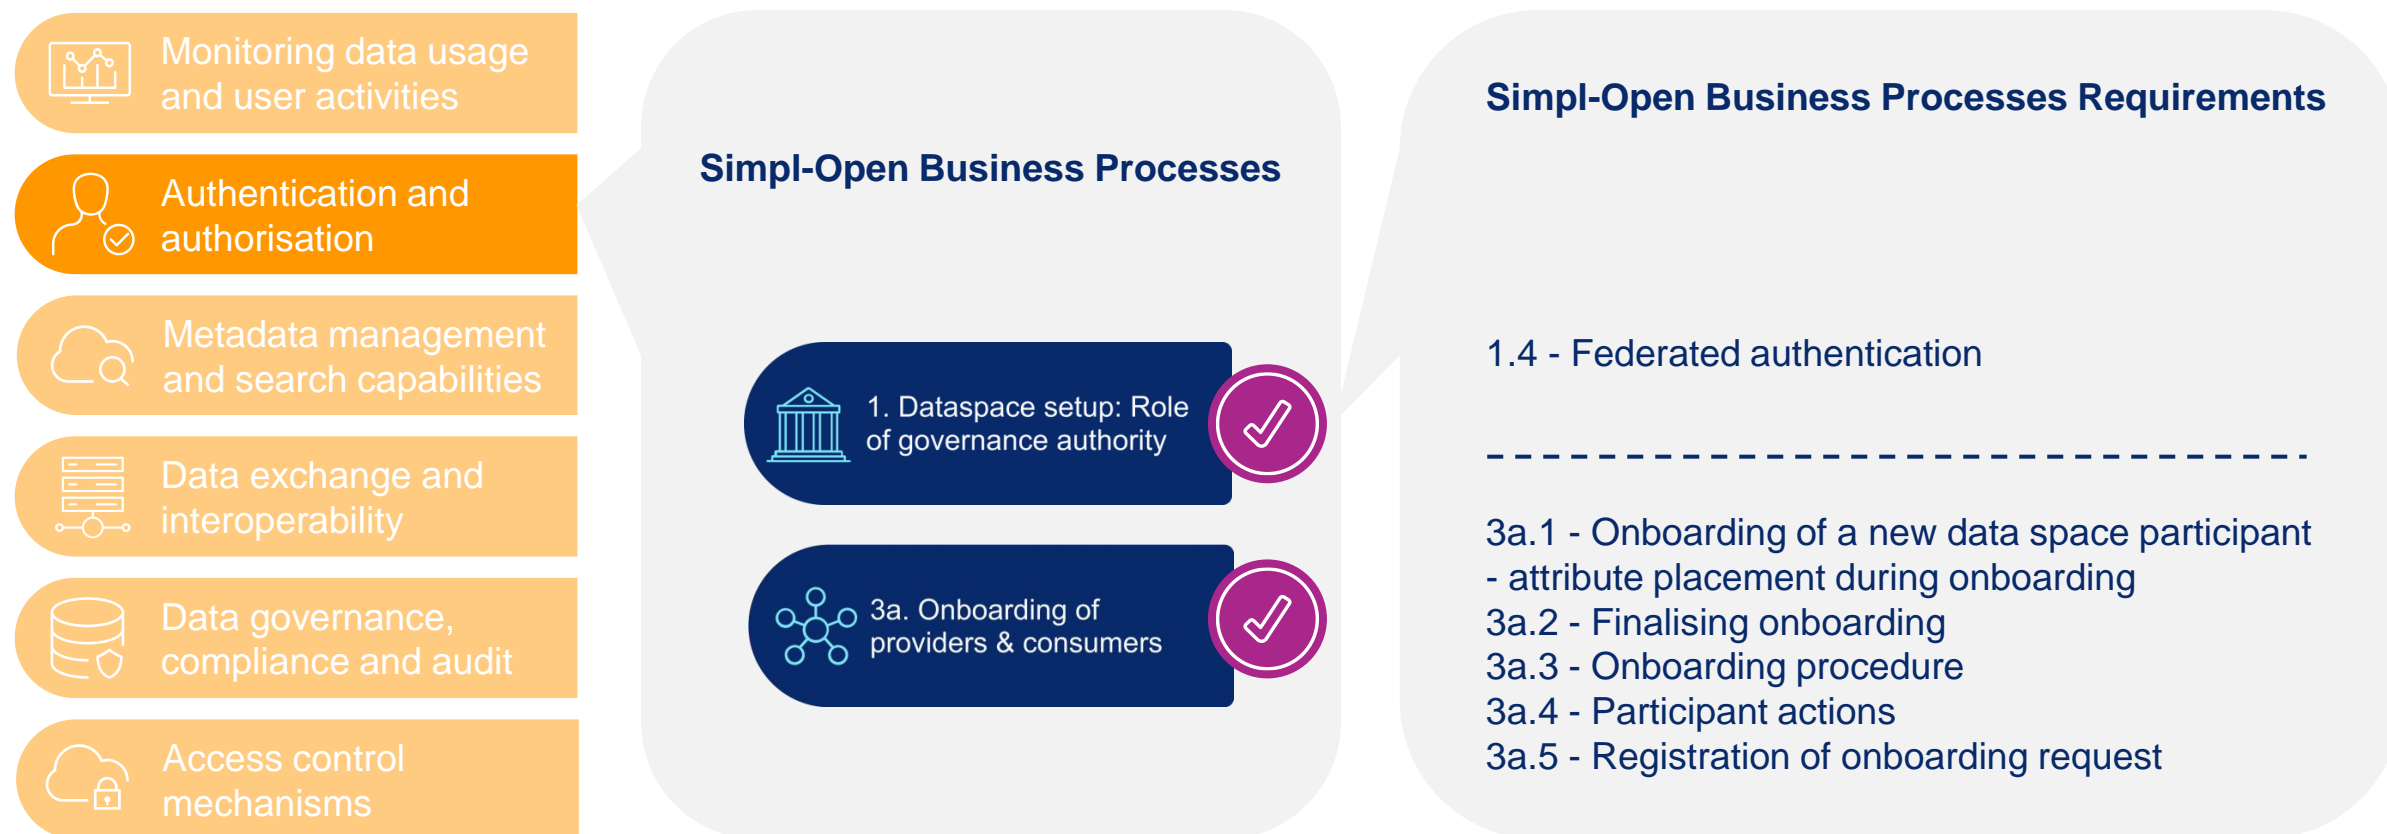 Monitoring data usage
and user activities
Authentication and
authorisation
Metadata management
and search capabilities
Data exchange and
interoperability
Data governance,
compliance and audit
Access control
mechanisms
Simpl-Open Business Processes
1. Dataspace setup: Role
of governance authority
3a. Onboarding of
providers & consumers
Simpl-Open Business Processes Requirements
1.4 - Federated authentication
3a.1 - Onboarding of a new data space participant
- attribute placement during onboarding
3a.2 - Finalising onboarding
3a.3 - Onboarding procedure
3a.4 - Participant actions
3a.5 - Registration of onboarding request